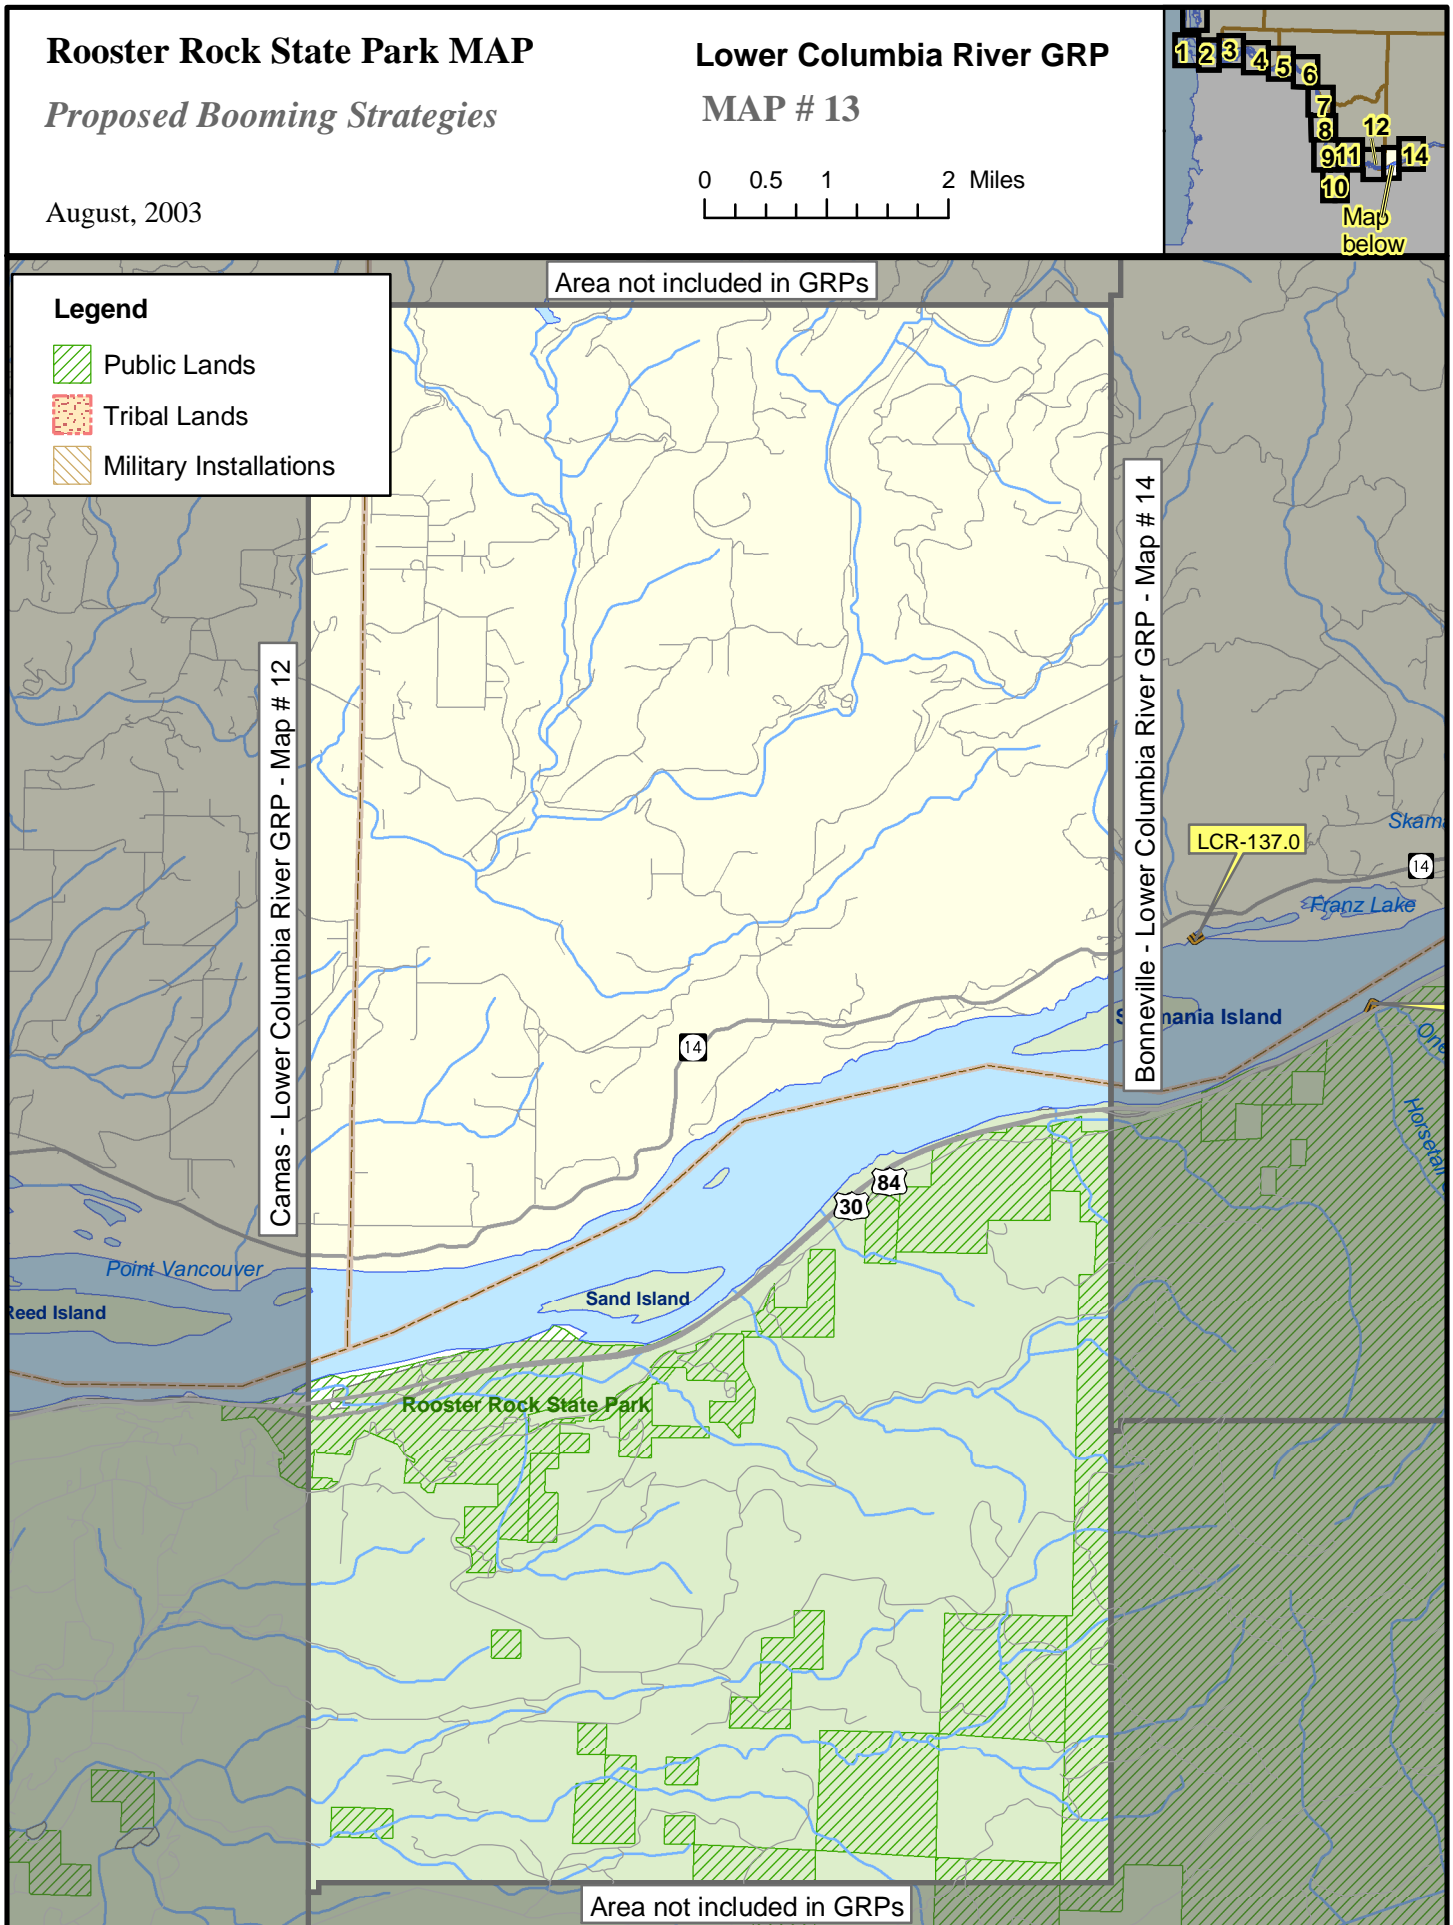 Rooster Rock State Park MAP
Proposed Booming Strategies
August, 2003
Lower Columbia River GRP
MAP # 13
0 0.5 1 2 Miles
1 2 3 4 5 6
7
8 12
9 11 14
10
Map
below
Area not included in GRPs
Legend
Public Lands
Tribal Lands
Military Installations
Camas - Lower Columbia River GRP - Map # 12
Bonneville - Lower Columbia River GRP - Map # 14
LCR-137.0
Skam
14
Franz Lake
mania Island
14
One
Horsetail
84
30
Point Vancouver
Reed Island
Sand Island
Rooster Rock State Park
Area not included in GRPs